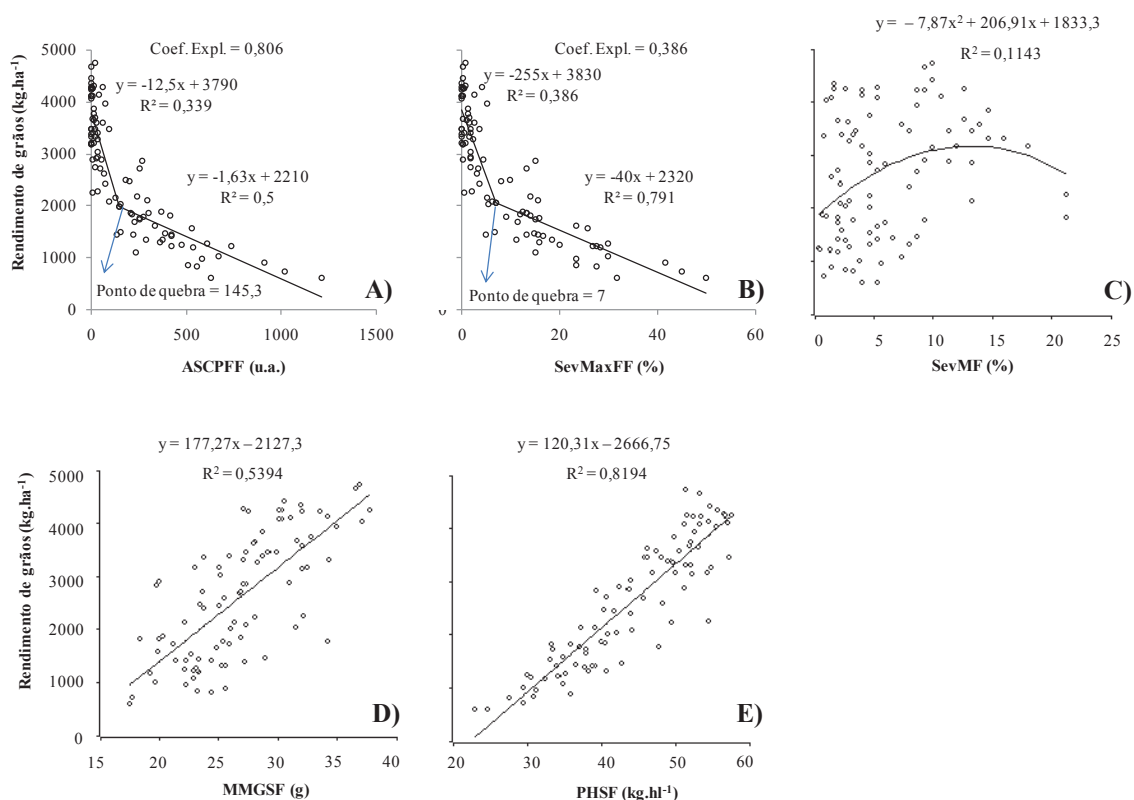 y = – 7,87x² + 206,91x + 1833,3
R² = 0,1143
Coef. Expl. = 0,806
Coef. Expl. = 0,386
y = -12,5x + 3790
R² = 0,339
y = -255x + 3830
R² = 0,386
y = -1,63x + 2210
R² = 0,5
y = -40x + 2320
R² = 0,791
Rendimento de grãos (kg.ha⁻¹)
5000
4000
3000
2000
1000
0
Ponto de quebra = 145,3
A)
Ponto de quebra = 7
B)
C)
0 500 1000 1500
0 20 40 60
0 5 10 15 20 25
ASCPFF (u.a.)
SevMaxFF (%)
SevMF (%)
y = 177,27x – 2127,3
R² = 0,5394
y = 120,31x – 2666,75
R² = 0,8194
Rendimento de grãos (kg.ha⁻¹)
5000
4000
3000
2000
1000
0
D)
E)
15 20 25 30 35 40
20 30 40 50 60
MMGSF (g)
PHSF (kg.hl⁻¹)